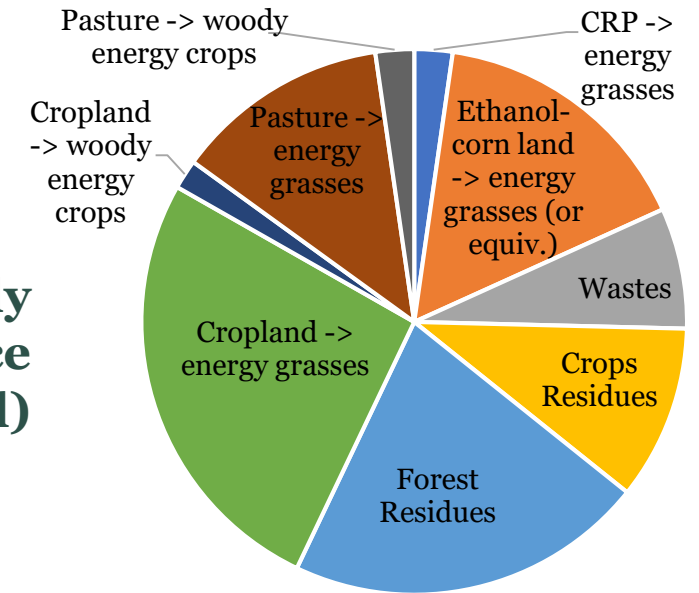 Pasture -> woody
energy crops
CRP ->
energy
grasses
Cropland
-> woody
energy
crops
Pasture ->
energy
grasses
Ethanol-
corn land
-> energy
grasses (or
equiv.)
Wastes
Crops
Residues
Forest
Residues
Cropland ->
energy grasses